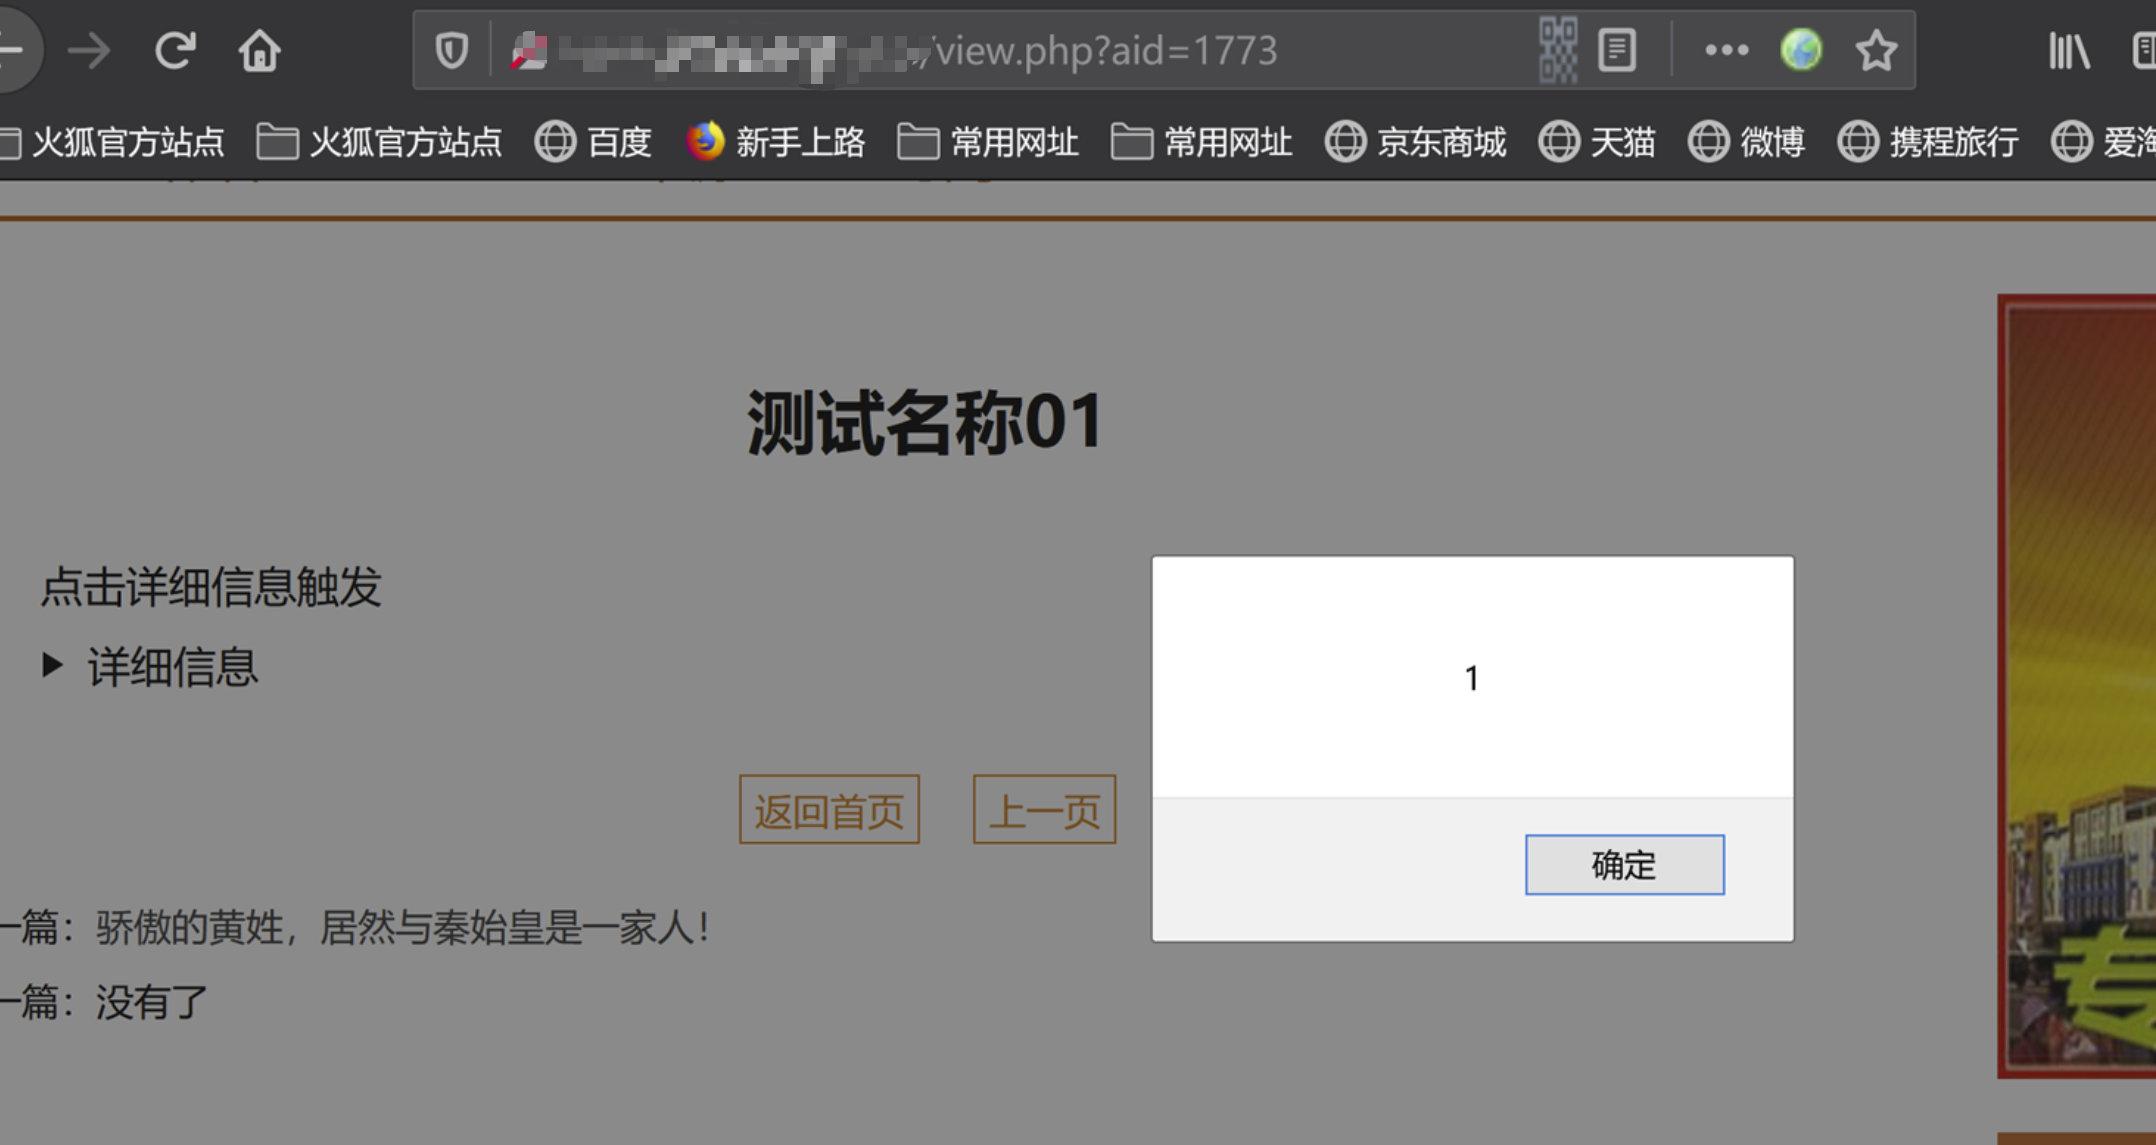 /view.php?aid=1773
火狐官方站点 火狐官方站点 百度 新手上路 常用网址 常用网址 京东商城 天猫 微博 携程旅行
测试名称01
点击详细信息触发
详细信息
1
确定
返回首页 上一页
一篇：骄傲的黄姓，居然与秦始皇是一家人！
一篇：没有了